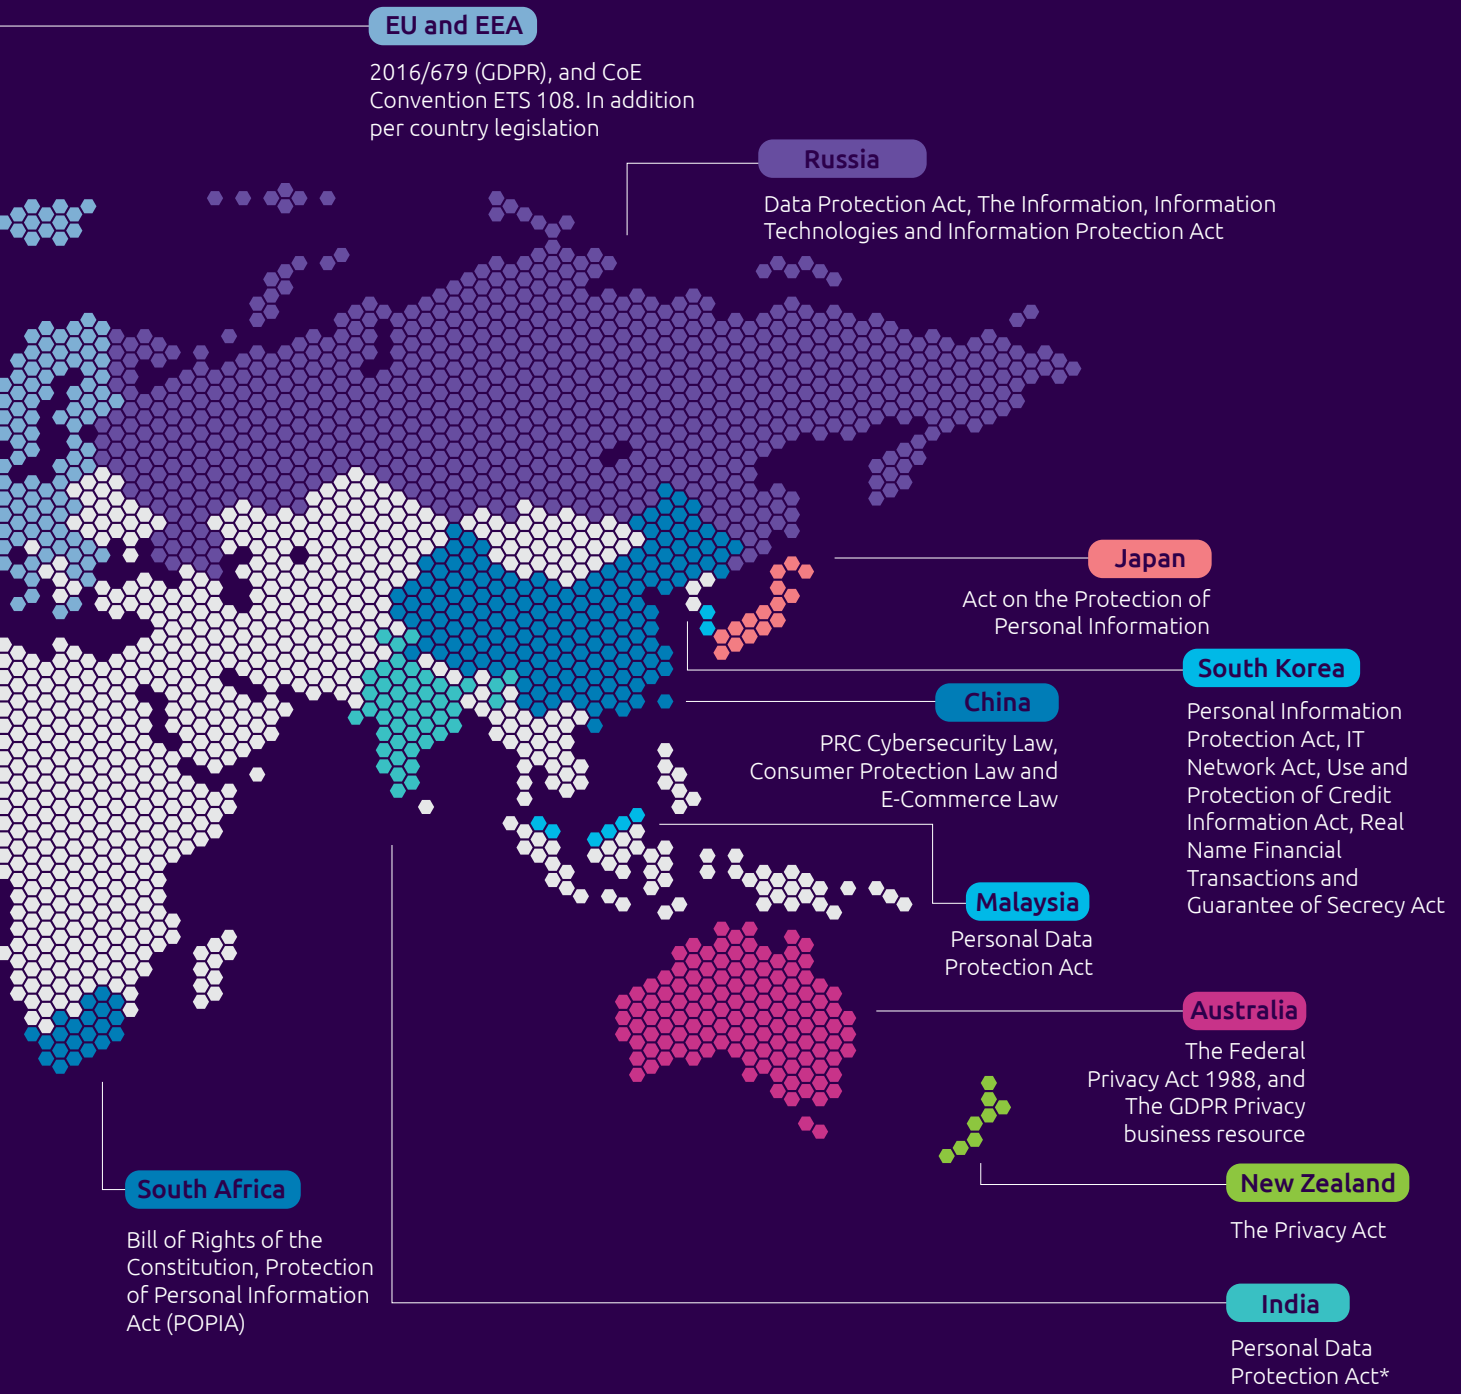 EU and EEA
2016/679 (GDPR), and CoE
Convention ETS 108. In addition
per country legislation
Russia
Data Protection Act, The Information, Information
Technologies and Information Protection Act
Japan
Act on the Protection of
Personal Information
South Korea
Personal Information
Protection Act, IT
Network Act, Use and
Protection of Credit
Information Act, Real
Name Financial
Transactions and
Guarantee of Secrecy Act
China
PRC Cybersecurity Law,
Consumer Protection Law and
E-Commerce Law
Malaysia
Personal Data
Protection Act
Australia
The Federal
Privacy Act 1988, and
The GDPR Privacy
business resource
New Zealand
The Privacy Act
South Africa
Bill of Rights of the
Constitution, Protection
of Personal Information
Act (POPIA)
India
Personal Data
Protection Act*